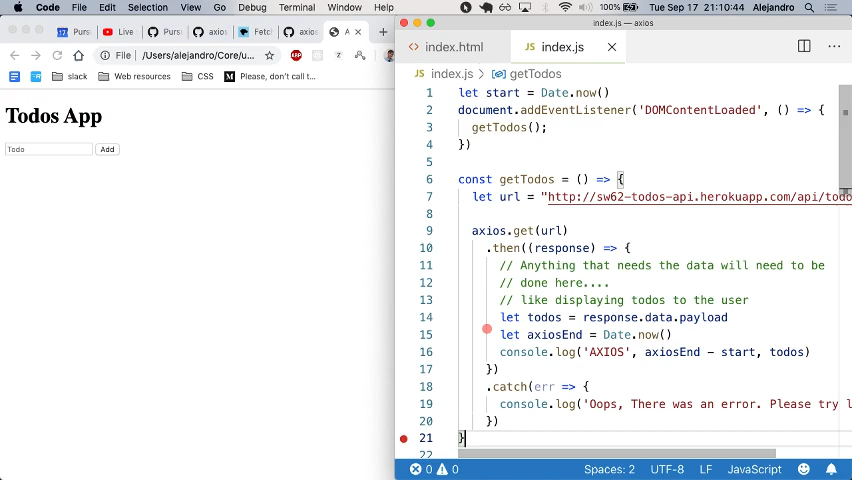 Code File Edit Selection View Go Debug Terminal Window Help 100% Tue Sep 17 21:10:44 Alejandro
index.js — axios
Purs Live Purs axios Fetch axios A
index.html
JS index.js
File /Users/alejandro/Core/u
JS index.js > getTodos
slack Web resources CSS Please, don't call t...
Todos App
Todo Add
1 let start = Date.now()
2 document.addEventListener('DOMContentLoaded', () => {
3 getTodos();
4 })
5
6 const getTodos = () => {
7 let url = "http://sw62-todos-api.herokuapp.com/api/todo
8
9 axios.get(url)
10 .then((response) => {
11 // Anything that needs the data will need to be
12 // done here....
13 // like displaying todos to the user
14 let todos = response.data.payload
15 let axiosEnd = Date.now()
16 console.log('AXIOS', axiosEnd - start, todos)
17 })
18 .catch(err => {
19 console.log('Oops, There was an error. Please try l
20 })
21 }
22
0 0 Spaces: 2 UTF-8 LF JavaScript